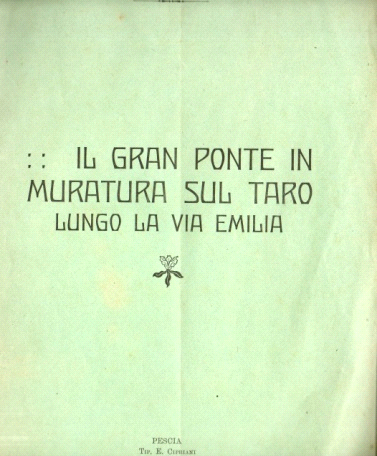 :: IL GRAN PONTE IN
MURATURA SUL TARO
LUNGO LA VIA EMILIA
PESCIA
Tip. E. Cipriani